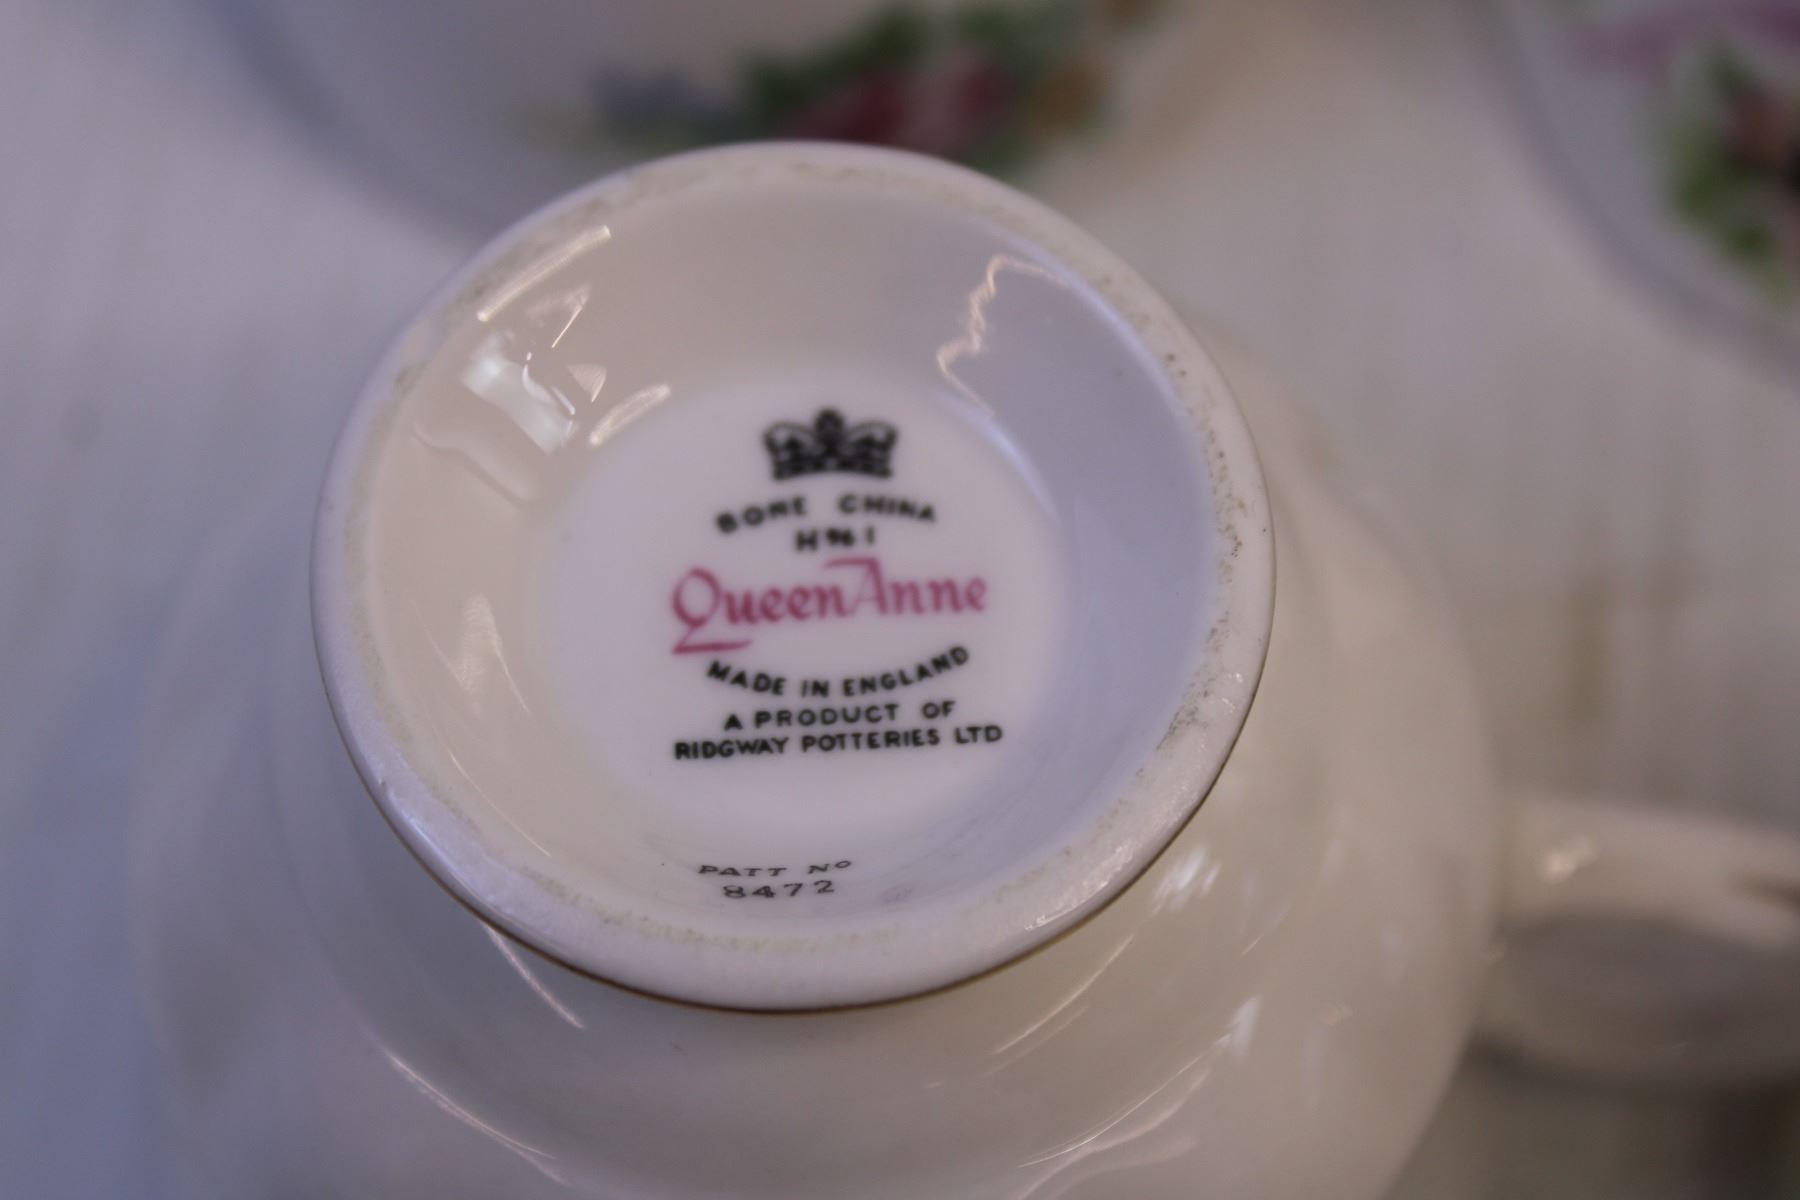 BONE CHINA
Queen Anne
MADE IN ENGLAND
A PRODUCT OF
RIDGWAY POTTERIES LTD
PATT NO
8472